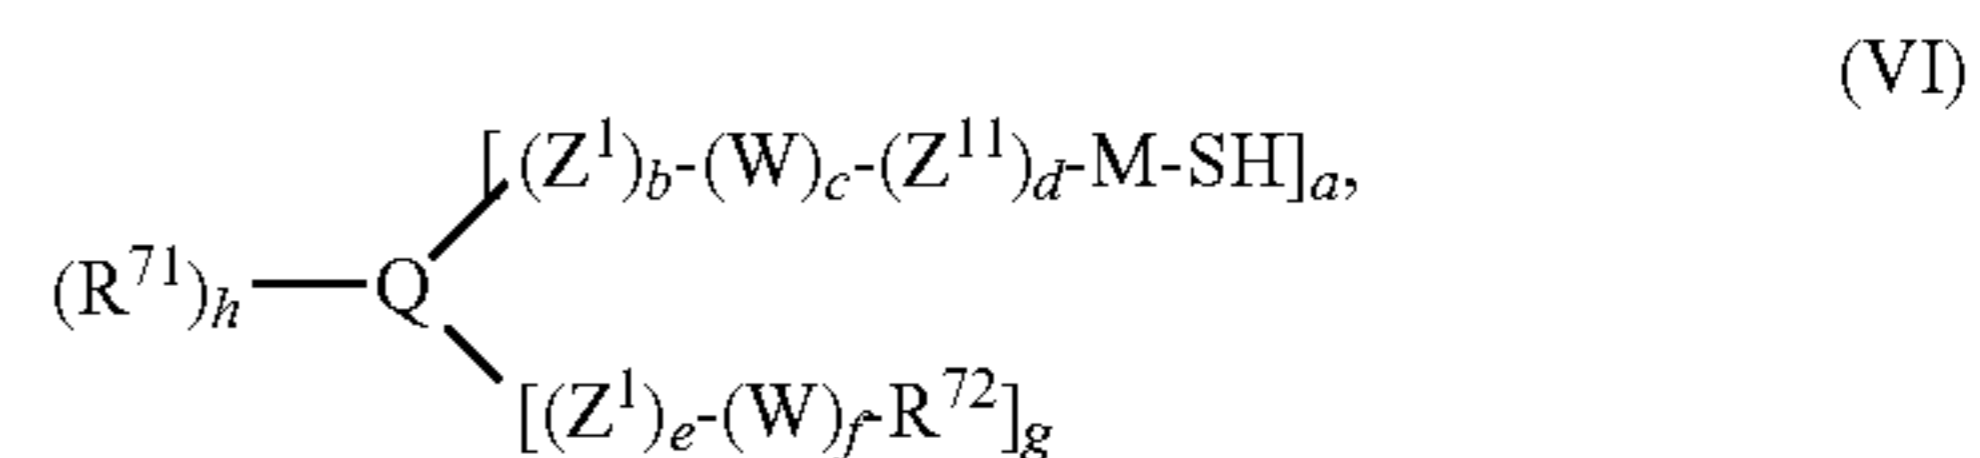 (VI)
[(Z¹)b-(W)c-(Z¹¹)d-M-SH]a,
(R⁷¹)h—Q
[(Z¹)e-(W)f-R⁷²]g